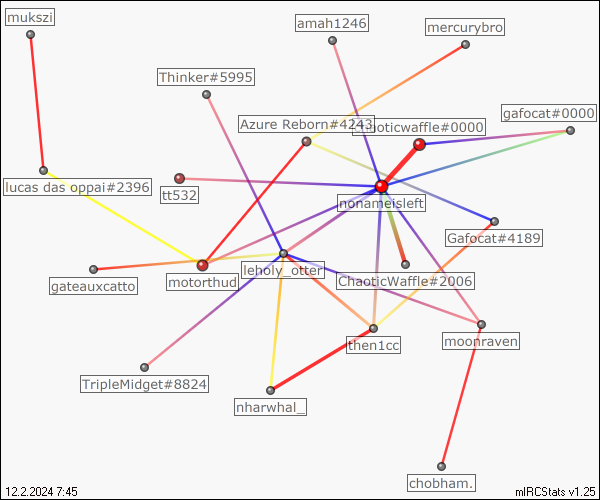 mukszi
amah1246
mercurybro
Thinker#5995
gafocat#0000
Azure Reborn#4243
Choticwaffle#0000
lucas das oppai#2396
tt532
nonameisleft
Gafocat#4189
leholy_otter
gateauxcatto
motorthud
ChaoticWaffle#2006
then1cc
moonraven
TripleMidget#8824
nharwhal_
chobham.
12.2.2024 7:45
mIRCStats v1.25